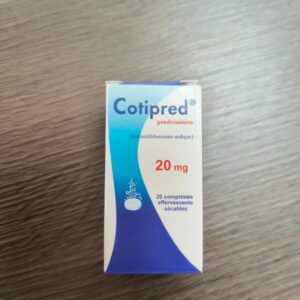 Cotipred®
prednisolone
(métasulfobenzoate sodique)
20 mg
20 comprimés
effervescents
sécables